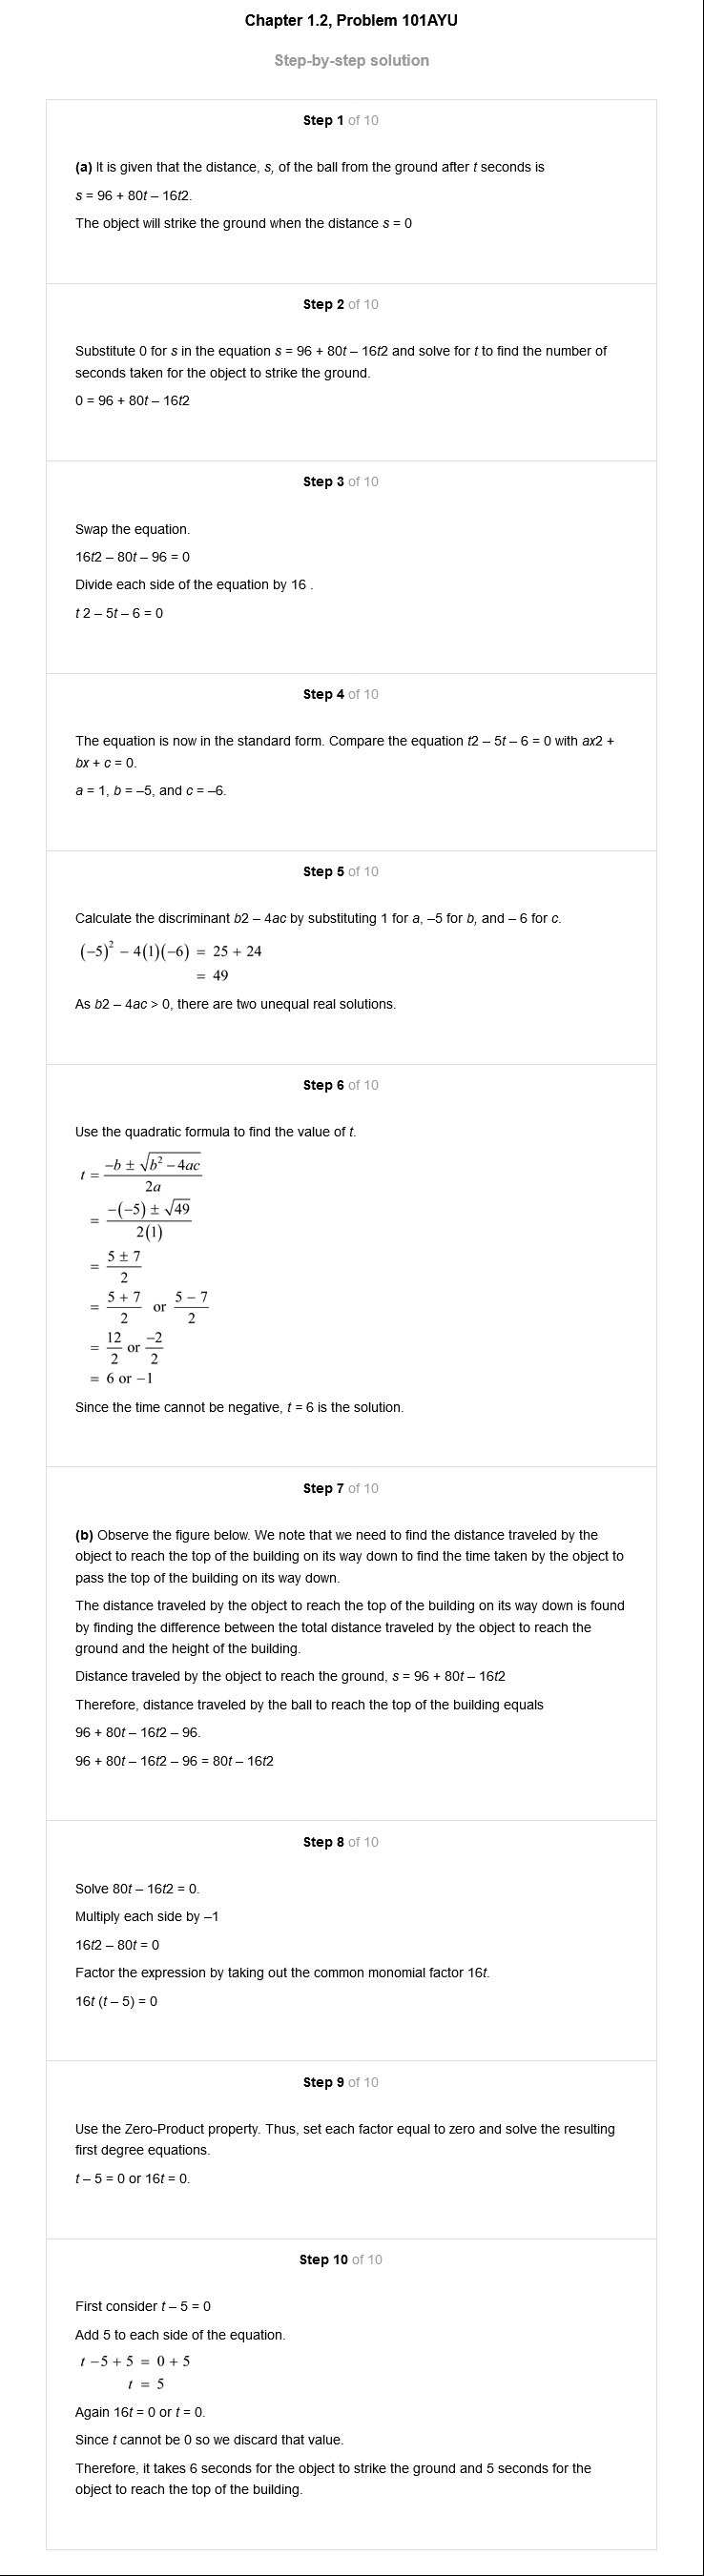 Chapter 1.2, Problem 101AYU
Step-by-step solution
Step 1 of 10
(a) It is given that the distance, s, of the ball from the ground after t seconds is
s = 96 + 80t – 16t2.
The object will strike the ground when the distance s = 0
Step 2 of 10
Substitute 0 for s in the equation s = 96 + 80t – 16t2 and solve for t to find the number of
seconds taken for the object to strike the ground.
0 = 96 + 80t – 16t2
Step 3 of 10
Swap the equation.
16t2 – 80t – 96 = 0
Divide each side of the equation by 16 .
t 2 – 5t – 6 = 0
Step 4 of 10
The equation is now in the standard form. Compare the equation t2 – 5t – 6 = 0 with ax2 +
bx + c = 0.
a = 1, b = –5, and c = –6.
Step 5 of 10
Calculate the discriminant b2 – 4ac by substituting 1 for a, –5 for b, and – 6 for c.
(−5)² − 4(1)(−6) = 25 + 24
= 49
As b2 – 4ac > 0, there are two unequal real solutions.
Step 6 of 10
Use the quadratic formula to find the value of t.
t = (−b ± √(b² − 4ac)) / 2a
= (−(−5) ± √49) / 2(1)
= (5 ± 7) / 2
= (5 + 7) / 2 or (5 − 7) / 2
= 12/2 or −2/2
= 6 or −1
Since the time cannot be negative, t = 6 is the solution.
Step 7 of 10
(b) Observe the figure below. We note that we need to find the distance traveled by the
object to reach the top of the building on its way down to find the time taken by the object to
pass the top of the building on its way down.
The distance traveled by the object to reach the top of the building on its way down is found
by finding the difference between the total distance traveled by the object to reach the
ground and the height of the building.
Distance traveled by the object to reach the ground, s = 96 + 80t – 16t2
Therefore, distance traveled by the ball to reach the top of the building equals
96 + 80t – 16t2 – 96.
96 + 80t – 16t2 – 96 = 80t – 16t2
Step 8 of 10
Solve 80t – 16t2 = 0.
Multiply each side by –1
16t2 – 80t = 0
Factor the expression by taking out the common monomial factor 16t.
16t (t – 5) = 0
Step 9 of 10
Use the Zero-Product property. Thus, set each factor equal to zero and solve the resulting
first degree equations.
t – 5 = 0 or 16t = 0.
Step 10 of 10
First consider t – 5 = 0
Add 5 to each side of the equation.
t − 5 + 5 = 0 + 5
t = 5
Again 16t = 0 or t = 0.
Since t cannot be 0 so we discard that value.
Therefore, it takes 6 seconds for the object to strike the ground and 5 seconds for the
object to reach the top of the building.